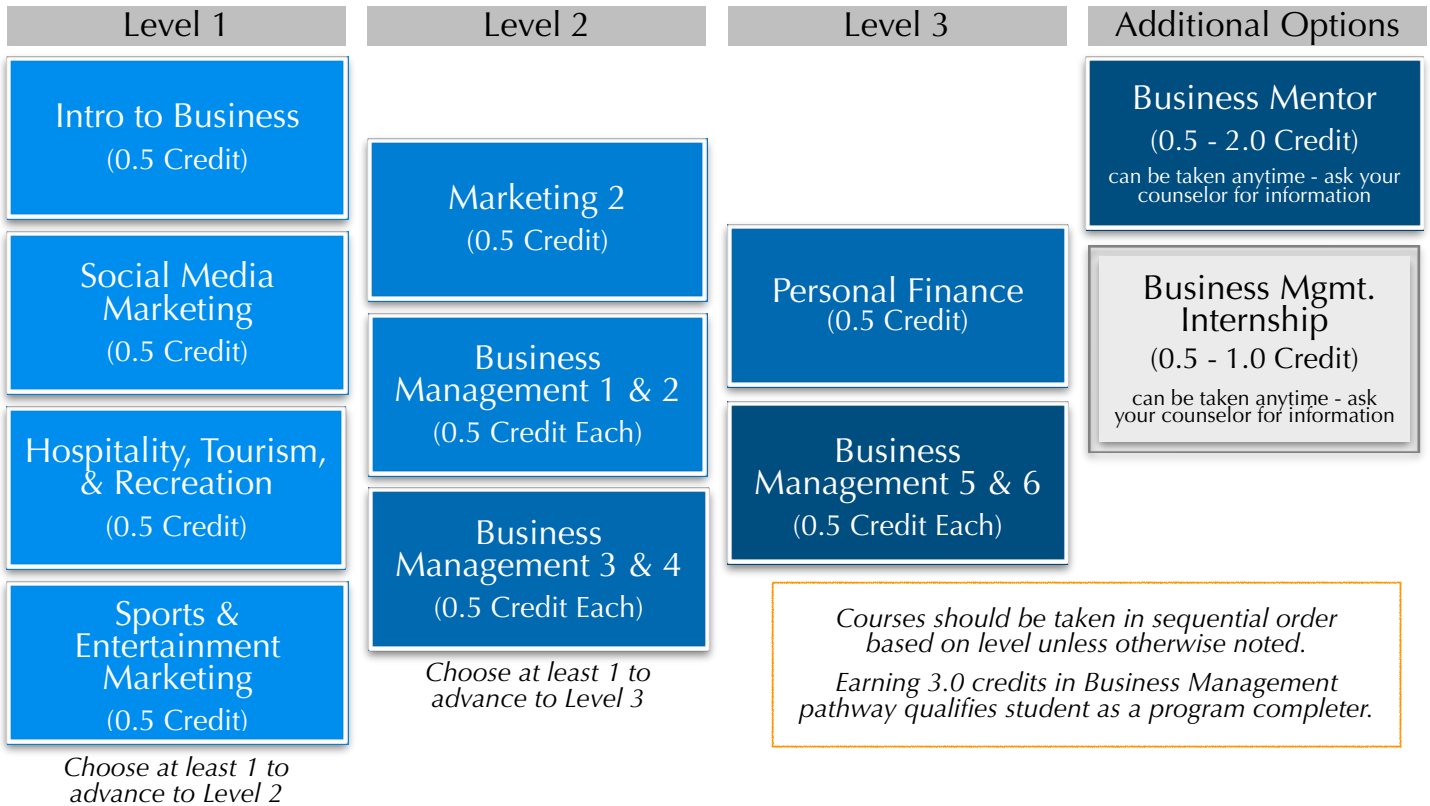 Level 1
Intro to Business
(0.5 Credit)
Social Media
Marketing
(0.5 Credit)
Hospitality, Tourism,
& Recreation
(0.5 Credit)
Sports &
Entertainment
Marketing
(0.5 Credit)
Choose at least 1 to
advance to Level 2
Level 2
Marketing 2
(0.5 Credit)
Business
Management 1 & 2
(0.5 Credit Each)
Business
Management 3 & 4
(0.5 Credit Each)
Choose at least 1 to
advance to Level 3
Level 3
Personal Finance
(0.5 Credit)
Business
Management 5 & 6
(0.5 Credit Each)
Additional Options
Business Mentor
(0.5 - 2.0 Credit)
can be taken anytime - ask your
counselor for information
Business Mgmt.
Internship
(0.5 - 1.0 Credit)
can be taken anytime - ask
your counselor for information
Courses should be taken in sequential order
based on level unless otherwise noted.
Earning 3.0 credits in Business Management
pathway qualifies student as a program completer.